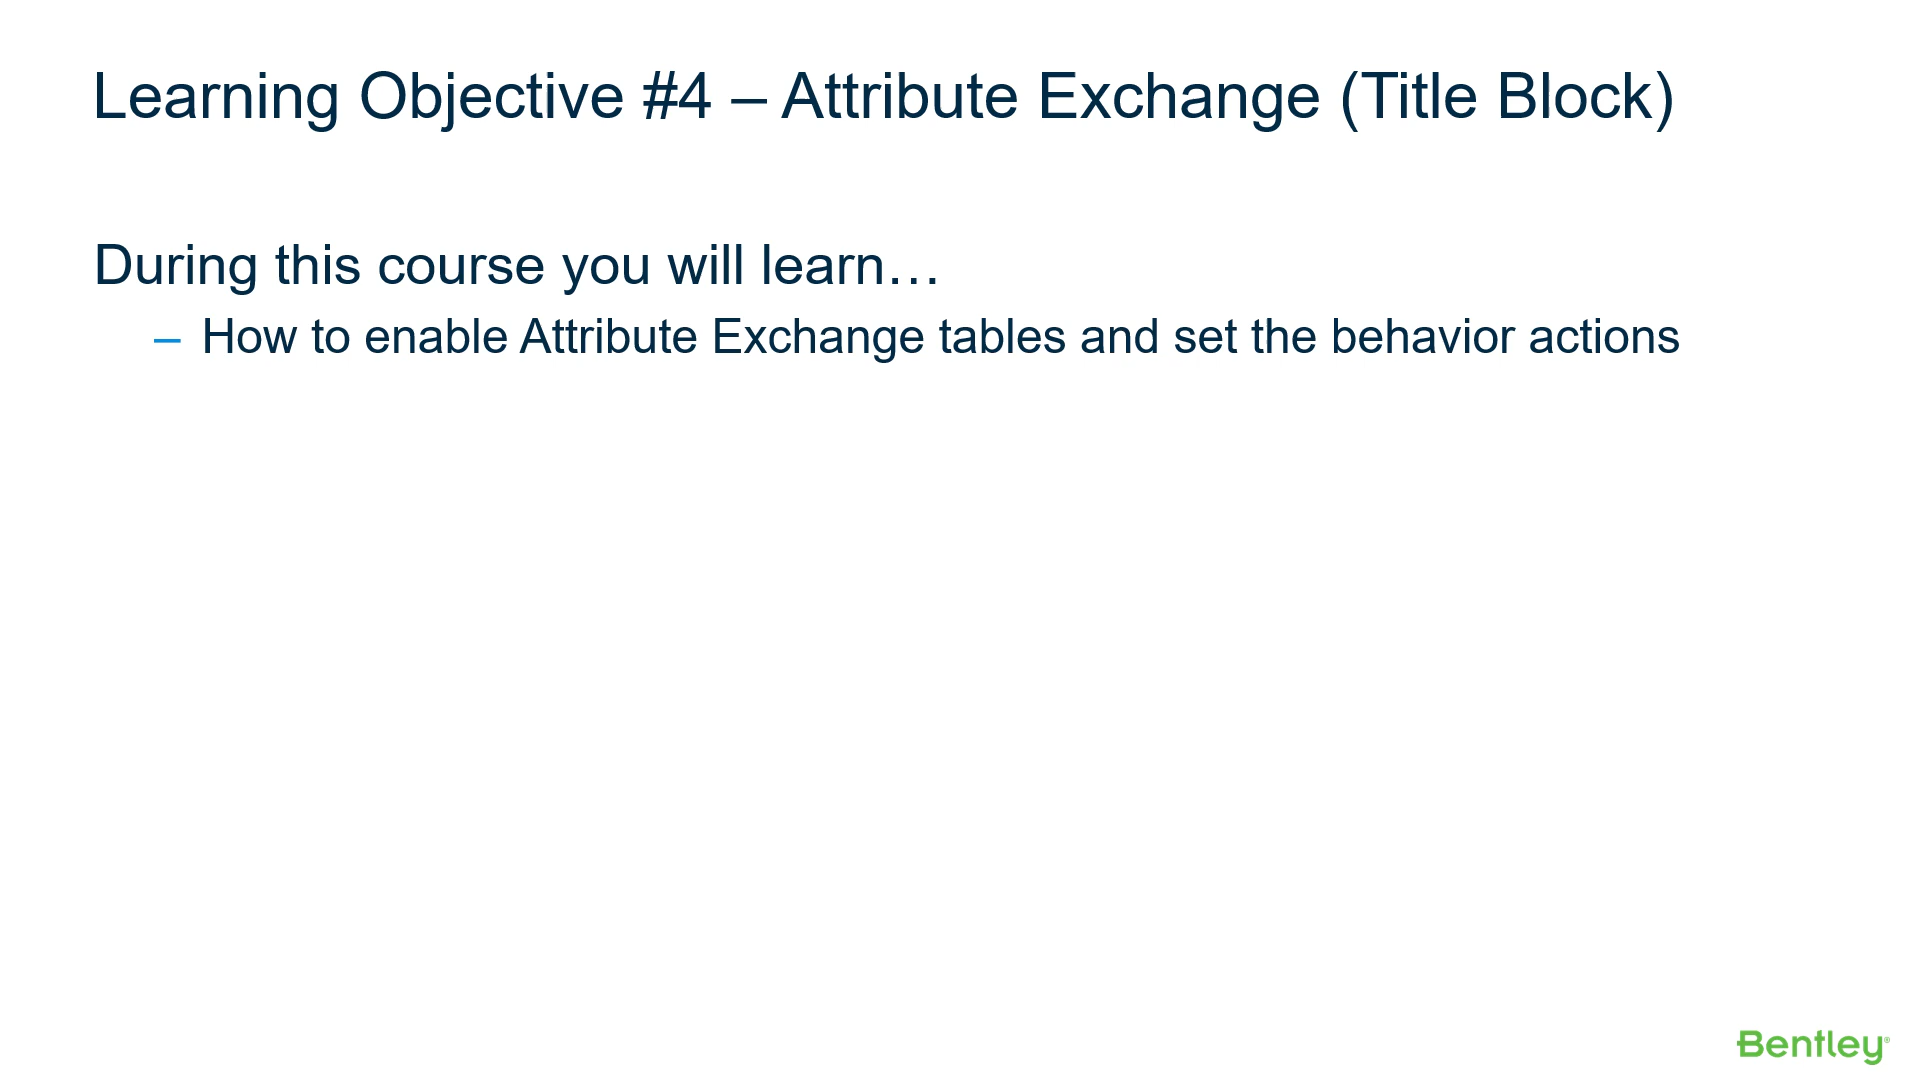 Learning Objective #4 – Attribute Exchange (Title Block)
During this course you will learn…
– How to enable Attribute Exchange tables and set the behavior actions
Bentley®